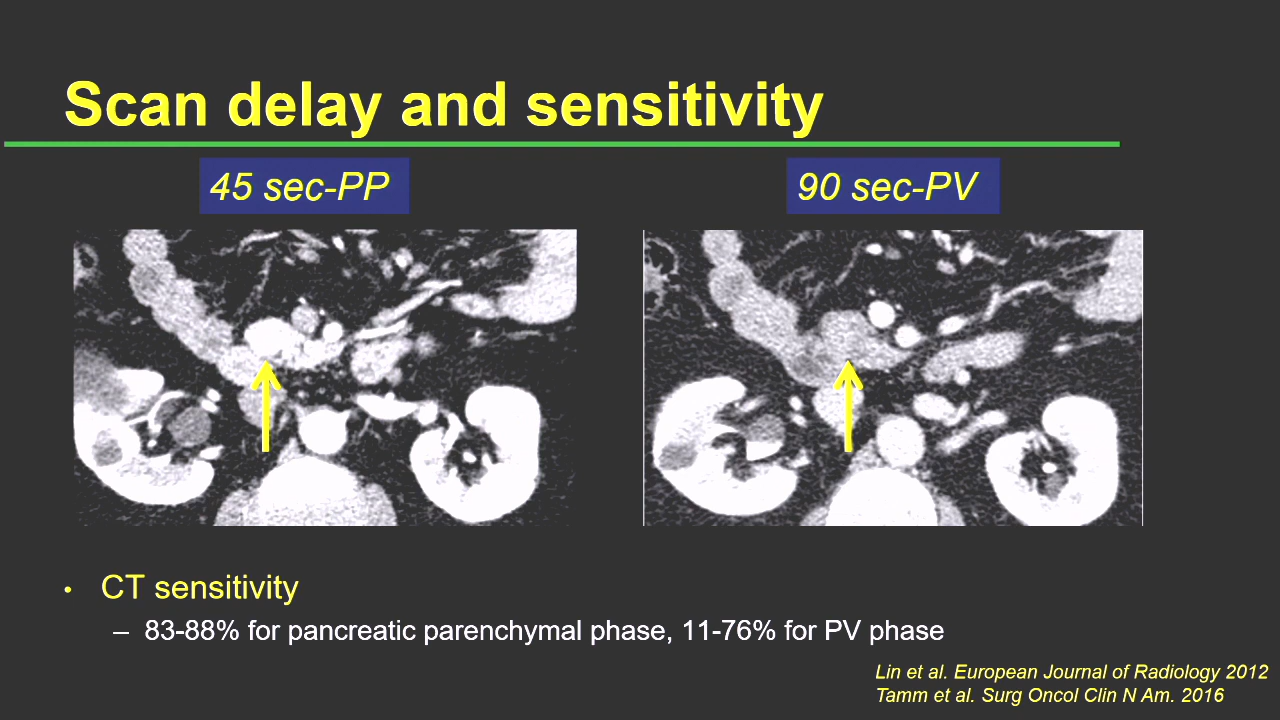 Scan delay and sensitivity
45 sec-PP
90 sec-PV
• CT sensitivity
– 83-88% for pancreatic parenchymal phase, 11-76% for PV phase
Lin et al. European Journal of Radiology 2012
Tamm et al. Surg Oncol Clin N Am. 2016